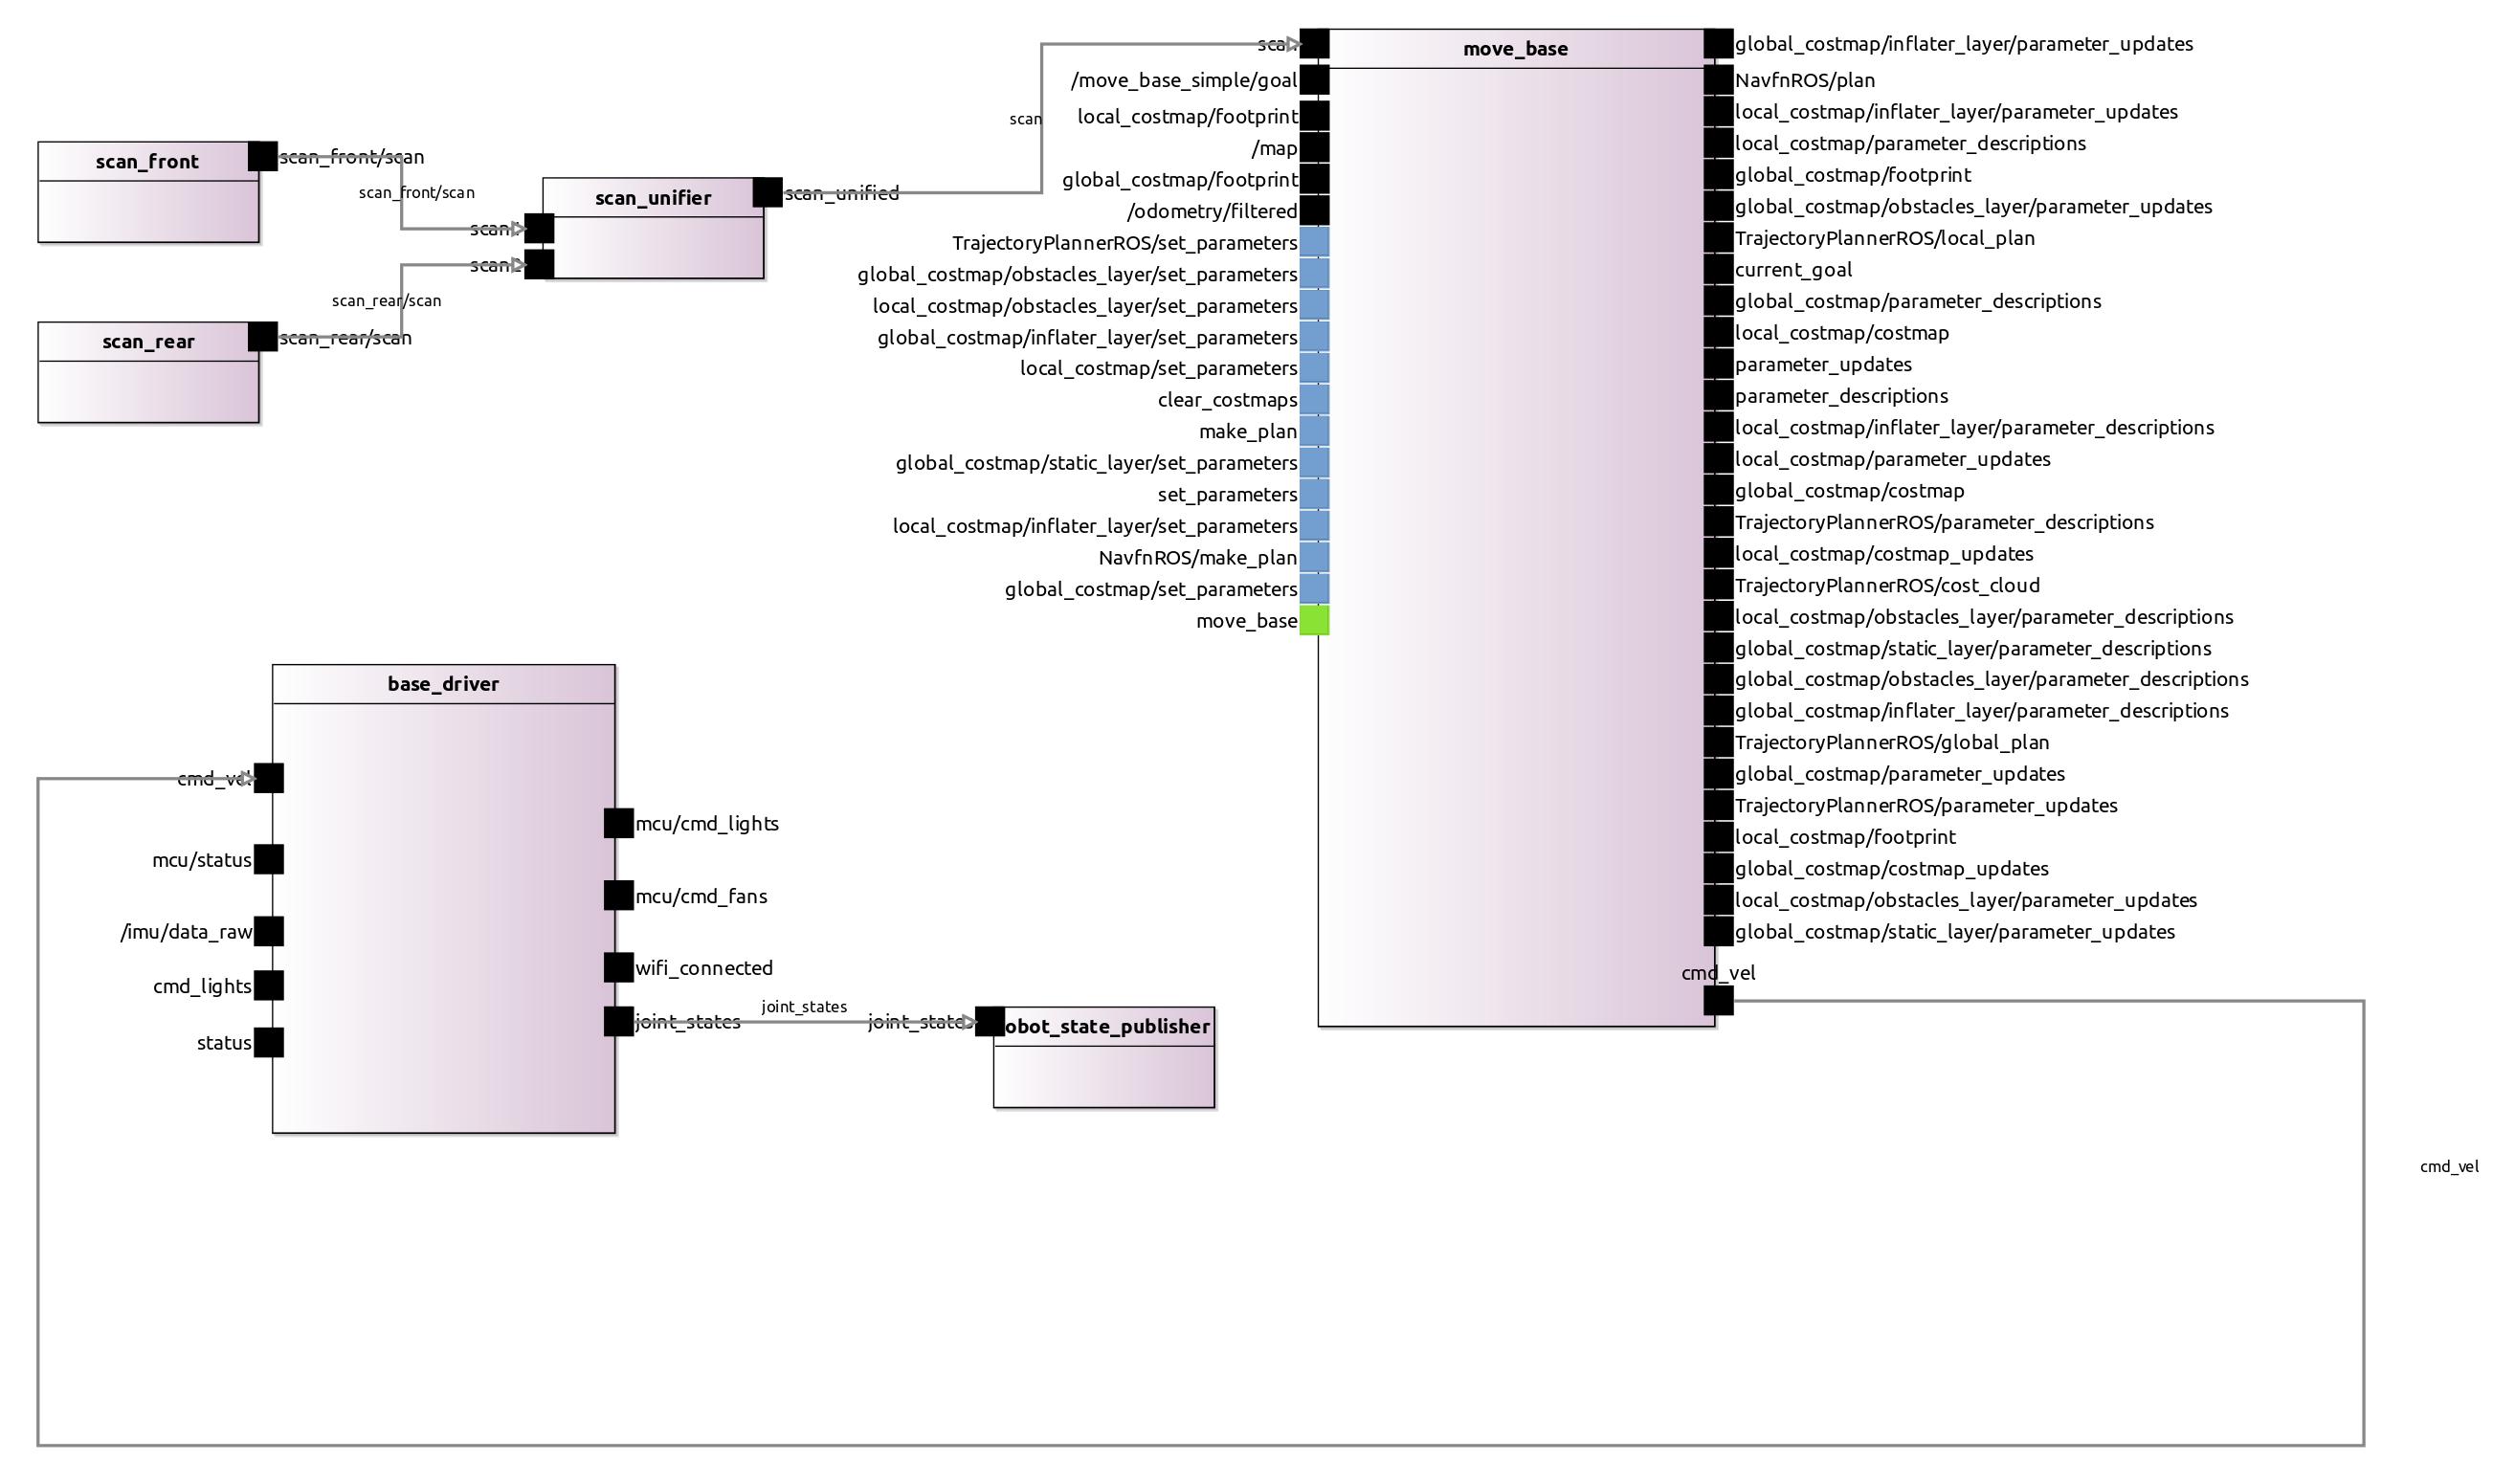 scan_front
scan_front/scan
scan_front/scan
scan_rear
scan_rear/scan
scan_rear/scan
scan_unifier
scan_unified
scan
move_base
/move_base_simple/goal
local_costmap/footprint
/map
global_costmap/footprint
/odometry/filtered
TrajectoryPlannerROS/set_parameters
global_costmap/obstacles_layer/set_parameters
local_costmap/obstacles_layer/set_parameters
global_costmap/inflater_layer/set_parameters
local_costmap/set_parameters
clear_costmaps
make_plan
global_costmap/static_layer/set_parameters
set_parameters
local_costmap/inflater_layer/set_parameters
NavfnROS/make_plan
global_costmap/set_parameters
move_base
global_costmap/inflater_layer/parameter_updates
NavfnROS/plan
local_costmap/inflater_layer/parameter_updates
local_costmap/parameter_descriptions
global_costmap/footprint
global_costmap/obstacles_layer/parameter_updates
TrajectoryPlannerROS/local_plan
current_goal
global_costmap/parameter_descriptions
local_costmap/costmap
parameter_updates
parameter_descriptions
local_costmap/inflater_layer/parameter_descriptions
local_costmap/parameter_updates
global_costmap/costmap
TrajectoryPlannerROS/parameter_descriptions
local_costmap/costmap_updates
TrajectoryPlannerROS/cost_cloud
local_costmap/obstacles_layer/parameter_descriptions
global_costmap/static_layer/parameter_descriptions
global_costmap/obstacles_layer/parameter_descriptions
global_costmap/inflater_layer/parameter_descriptions
TrajectoryPlannerROS/global_plan
global_costmap/parameter_updates
TrajectoryPlannerROS/parameter_updates
local_costmap/footprint
global_costmap/costmap_updates
local_costmap/obstacles_layer/parameter_updates
global_costmap/static_layer/parameter_updates
cmd_vel
cmd_vel
base_driver
cmd_vel
mcu/status
/imu/data_raw
cmd_lights
status
mcu/cmd_lights
mcu/cmd_fans
wifi_connected
joint_states
joint_states
joint_states
obot_state_publisher